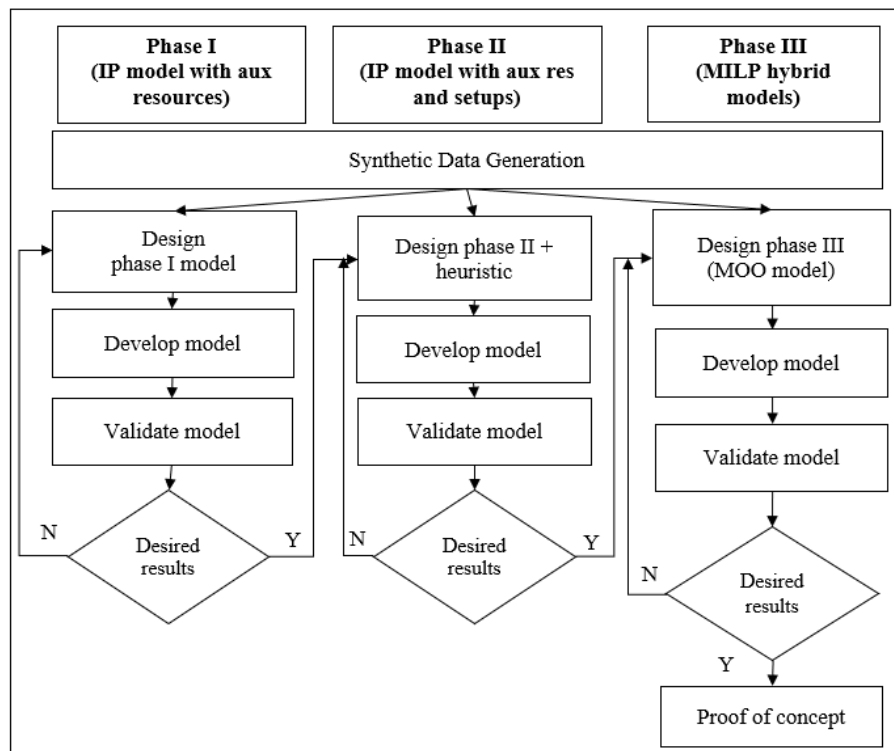 Phase I
(IP model with aux
resources)
Phase II
(IP model with aux res
and setups)
Phase III
(MILP hybrid
models)
Synthetic Data Generation
Design
phase I model
Develop model
Validate model
Desired
results
N
Y
Design phase II +
heuristic
Develop model
Validate model
Desired
results
N
Y
Design phase III
(MOO model)
Develop model
Validate model
Desired
results
N
Y
Proof of concept